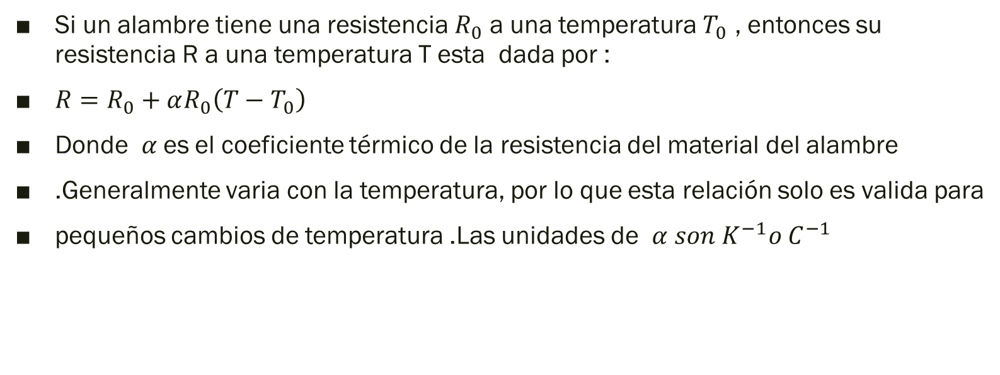 ▪ Si un alambre tiene una resistencia $R_0$ a una temperatura $T_0$ , entonces su
resistencia R a una temperatura T esta dada por :
▪ $R = R_0 + \alpha R_0(T - T_0)$
▪ Donde $\alpha$ es el coeficiente térmico de la resistencia del material del alambre
▪ .Generalmente varia con la temperatura, por lo que esta relación solo es valida para
▪ pequeños cambios de temperatura .Las unidades de $\alpha$ son $K^{-1}$o $C^{-1}$